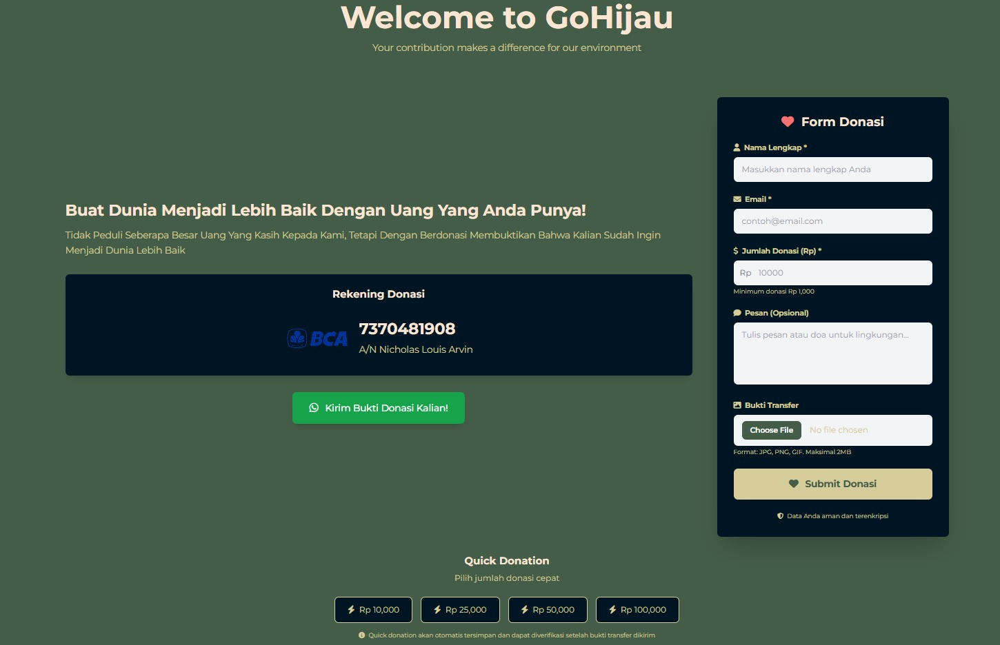 Welcome to GoHijau
Your contribution makes a difference for our environment
Buat Dunia Menjadi Lebih Baik Dengan Uang Yang Anda Punya!
Tidak Peduli Seberapa Besar Uang Yang Kasih Kepada Kami, Tetapi Dengan Berdonasi Membuktikan Bahwa Kalian Sudah Ingin
Menjadi Dunia Lebih Baik
Rekening Donasi
BCA
7370481908
A/N Nicholas Louis Arvin
Kirim Bukti Donasi Kalian!
Form Donasi
Nama Lengkap *
Masukkan nama lengkap Anda
Email *
contoh@email.com
Jumlah Donasi (Rp) *
Rp 10000
Minimum donasi Rp 1,000
Pesan (Opsional)
Tulis pesan atau doa untuk lingkungan...
Bukti Transfer
Choose File No file chosen
Format: JPG, PNG, GIF. Maksimal 2MB
Submit Donasi
Data Anda aman dan terenkripsi
Quick Donation
Pilih jumlah donasi cepat
Rp 10,000 Rp 25,000 Rp 50,000 Rp 100,000
Quick donation akan otomatis tersimpan dan dapat diverifikasi setelah bukti transfer dikirim